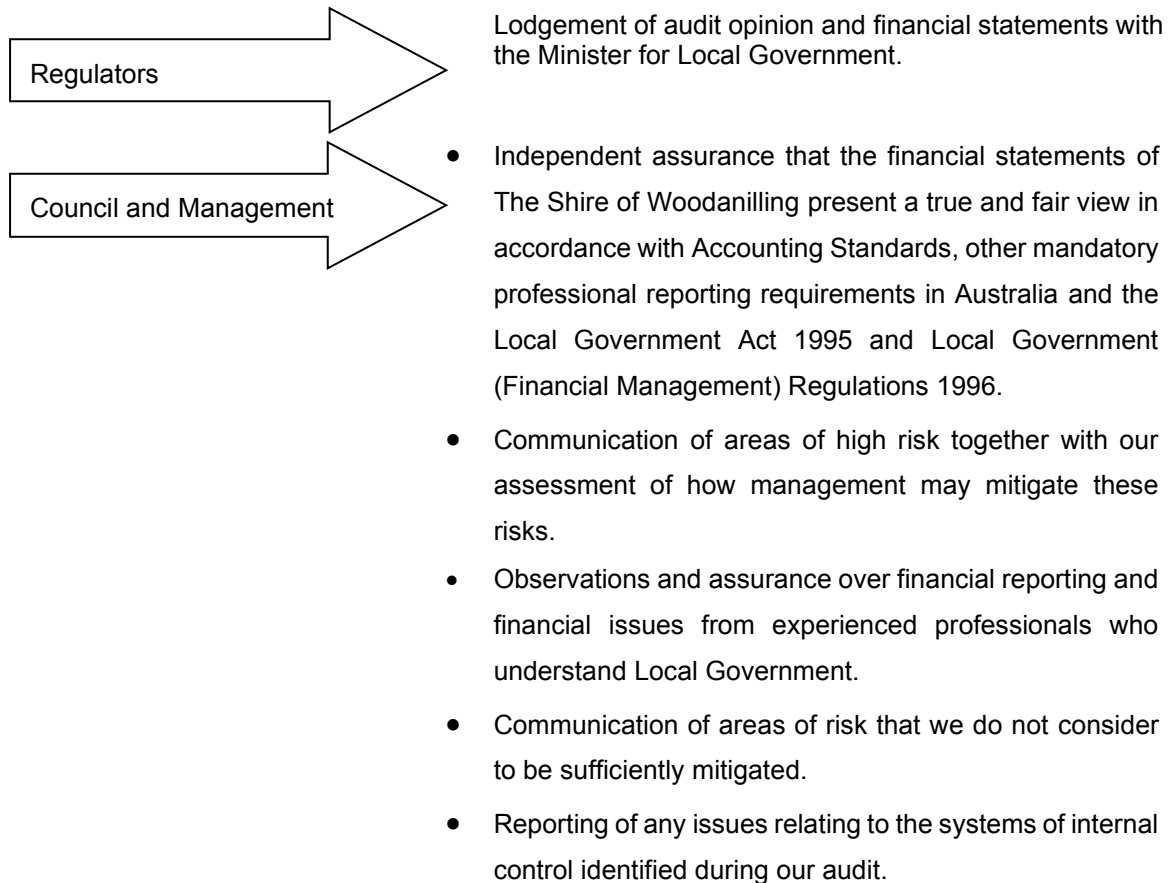 Regulators
Lodgement of audit opinion and financial statements with
the Minister for Local Government.
Council and Management
• Independent assurance that the financial statements of
The Shire of Woodanilling present a true and fair view in
accordance with Accounting Standards, other mandatory
professional reporting requirements in Australia and the
Local Government Act 1995 and Local Government
(Financial Management) Regulations 1996.
• Communication of areas of high risk together with our
assessment of how management may mitigate these
risks.
• Observations and assurance over financial reporting and
financial issues from experienced professionals who
understand Local Government.
• Communication of areas of risk that we do not consider
to be sufficiently mitigated.
• Reporting of any issues relating to the systems of internal
control identified during our audit.